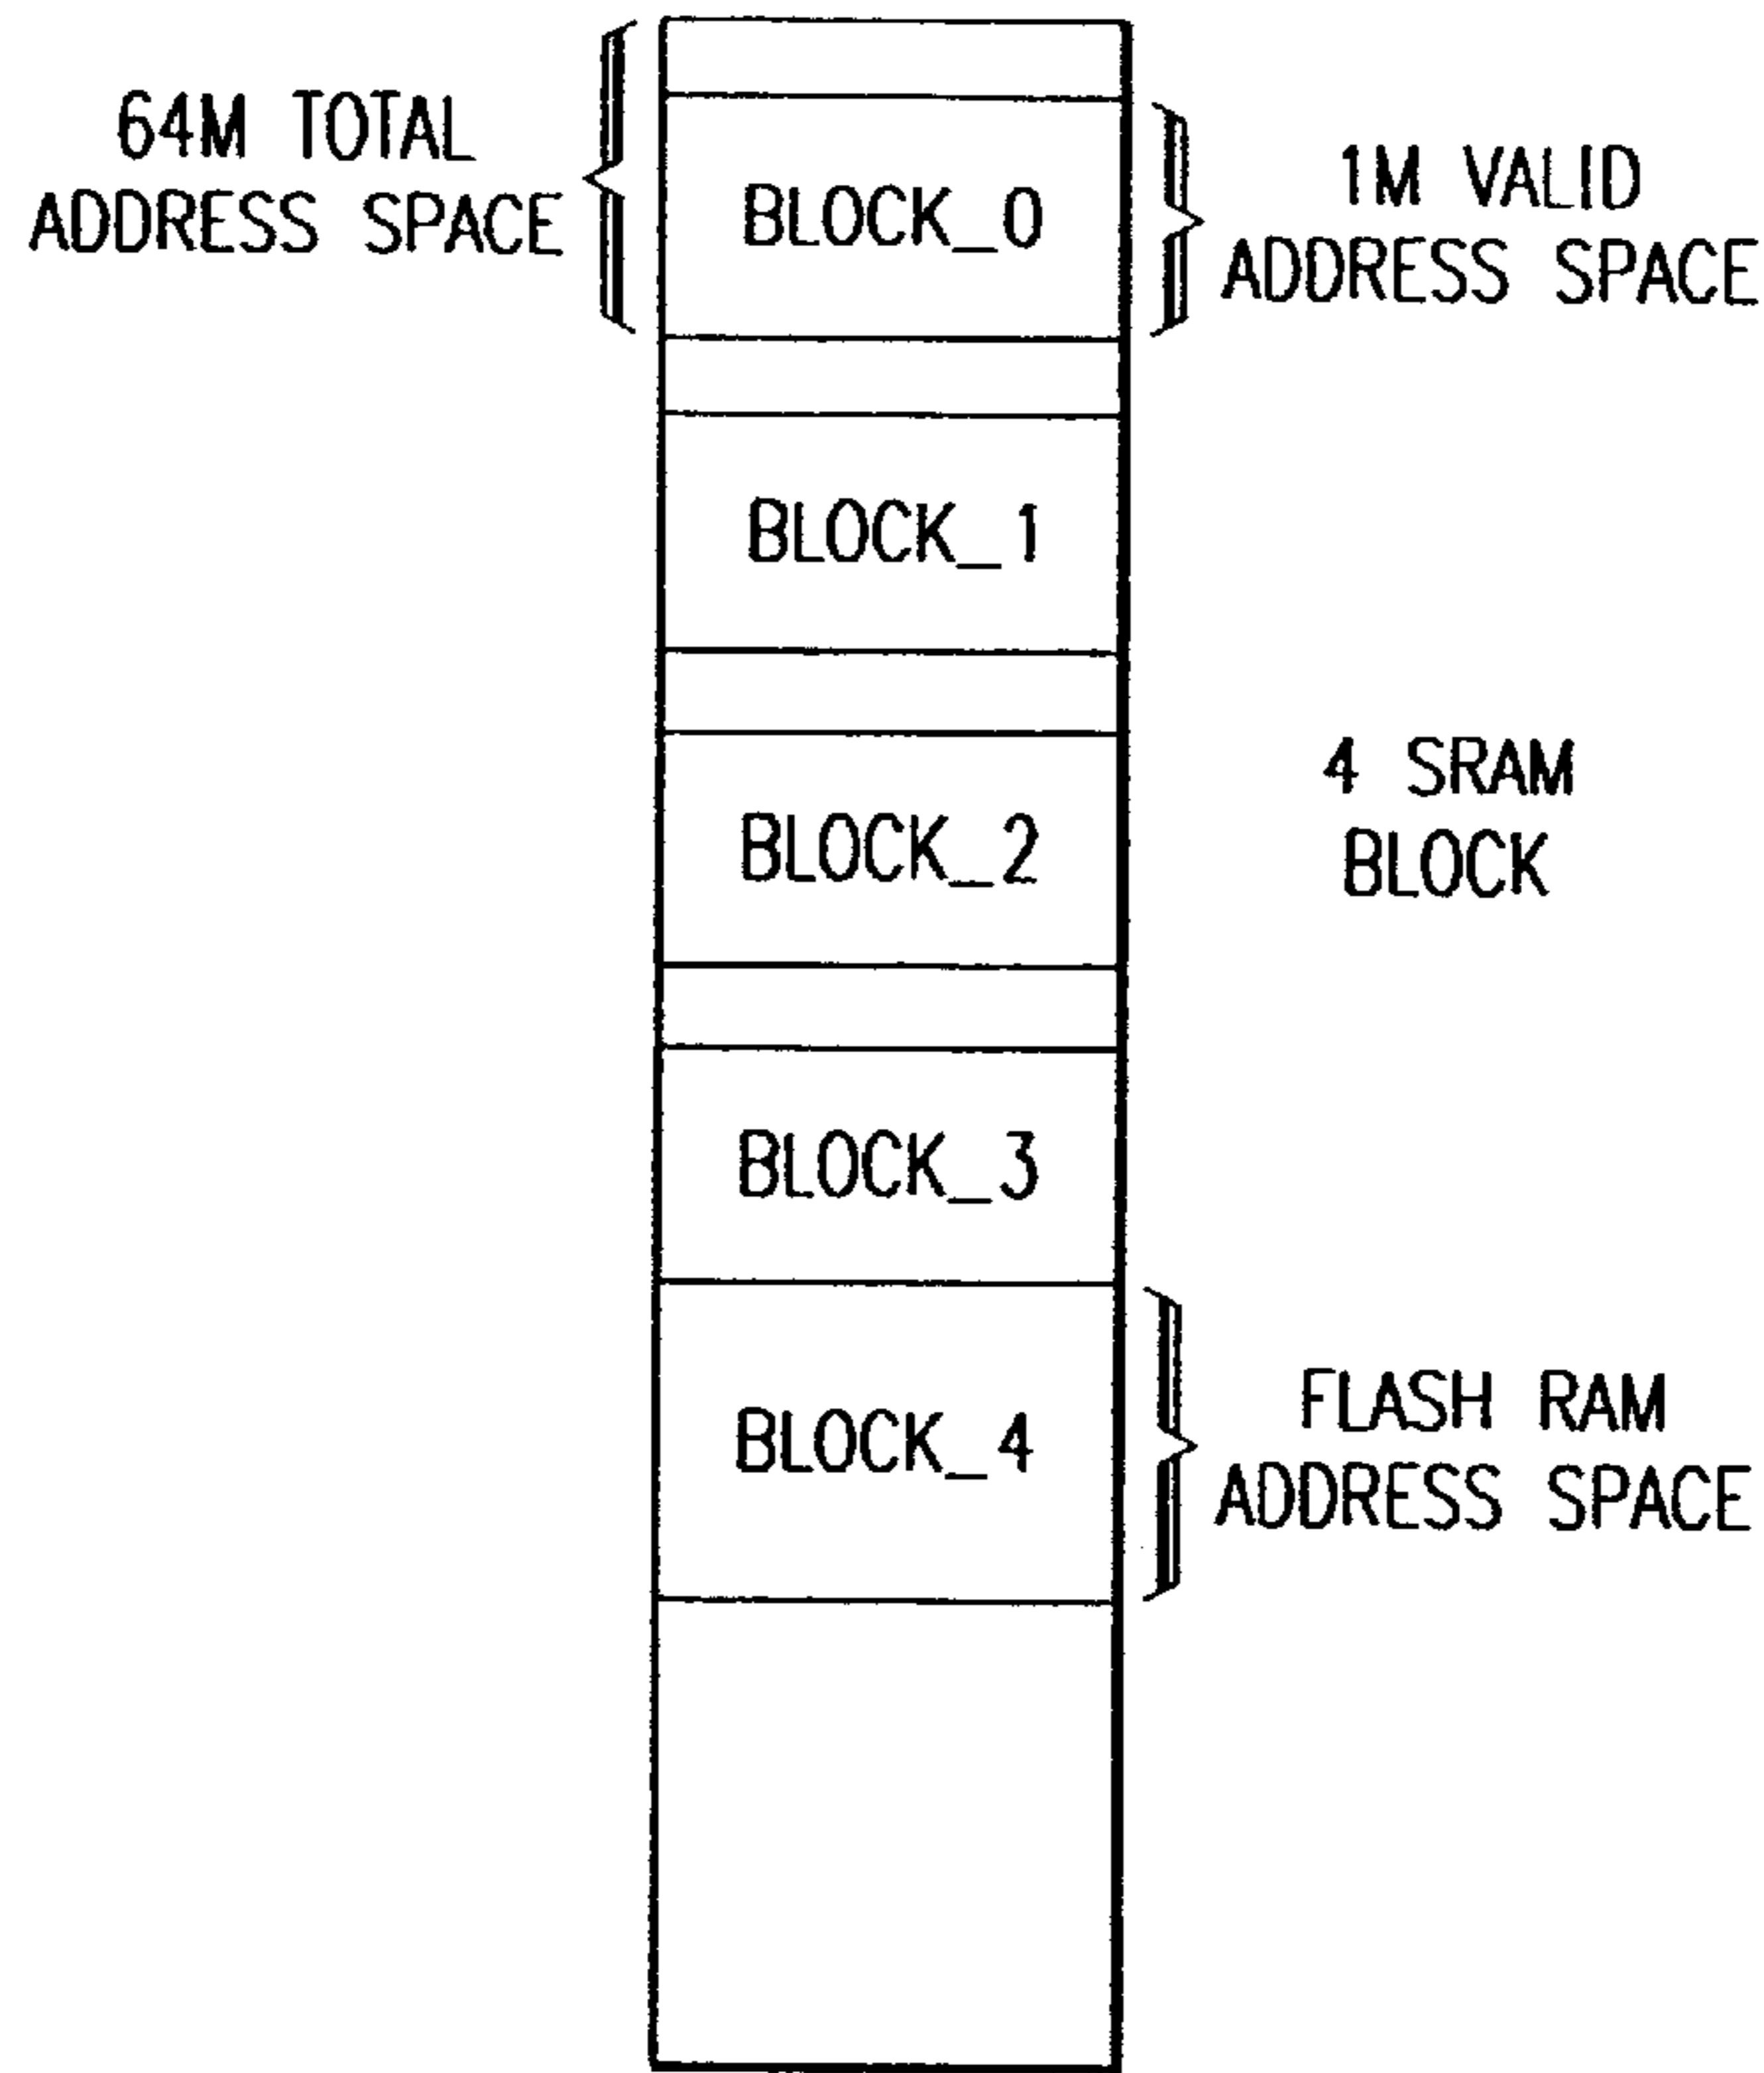 64M TOTAL
ADDRESS SPACE
BLOCK_0
1M VALID
ADDRESS SPACE
BLOCK_1
BLOCK_2
4 SRAM
BLOCK
BLOCK_3
BLOCK_4
FLASH RAM
ADDRESS SPACE